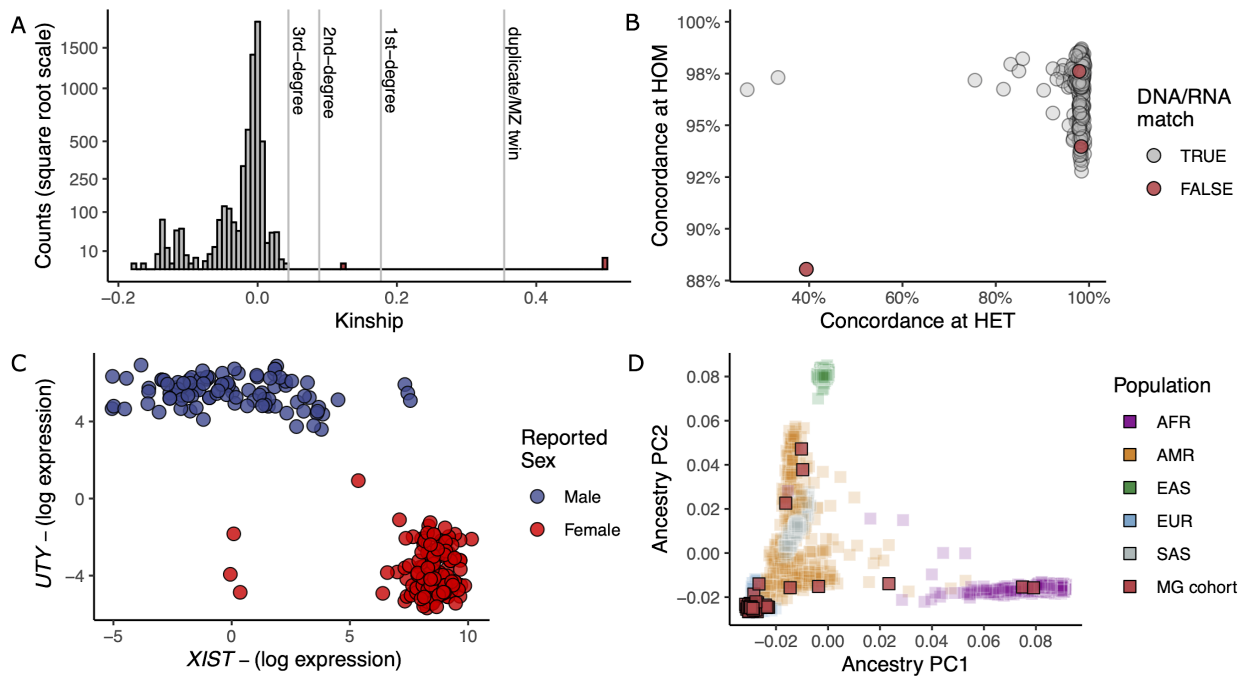 A
Counts (square root scale)
1500
1000
500
250
100
10
3rd−degree
2nd−degree
1st−degree
duplicate/MZ twin
−0.2
0.0
0.2
0.4
Kinship
B
Concordance at HOM
100%
98%
95%
92%
90%
88%
40%
60%
80%
100%
Concordance at HET
DNA/RNA
match
TRUE
FALSE
C
UTY − (log expression)
4
0
−4
−5
0
5
10
XIST − (log expression)
Reported
Sex
Male
Female
D
Ancestry PC2
0.08
0.06
0.04
0.02
0.00
−0.02
−0.02
0.00
0.02
0.04
0.06
0.08
Ancestry PC1
Population
AFR
AMR
EAS
EUR
SAS
MG cohort